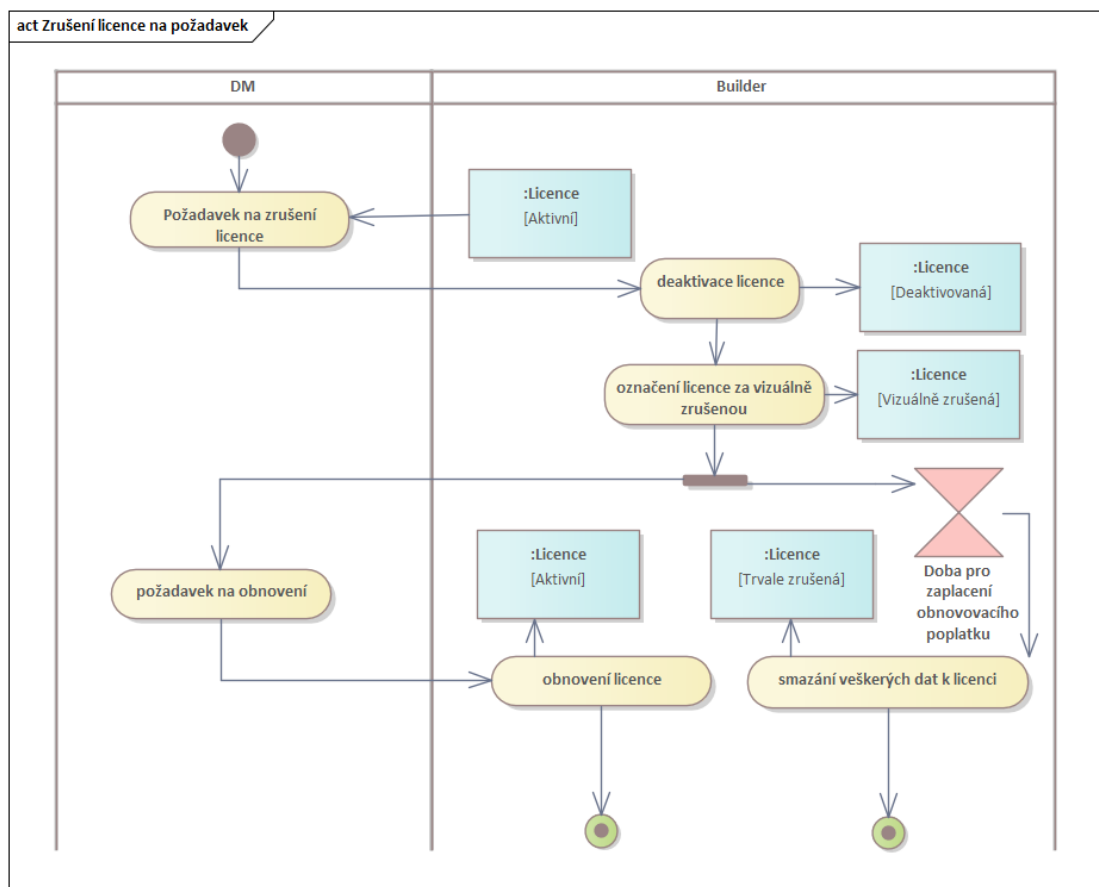 act Zrušení licence na požadavek
DM
Builder
Požadavek na zrušení
licence
:Licence
[Aktivní]
deaktivace licence
:Licence
[Deaktivovaná]
označení licence za vizuálně
zrušenou
:Licence
[Vizuálně zrušená]
požadavek na obnovení
:Licence
[Aktivní]
:Licence
[Trvale zrušená]
Doba pro
zaplacení
obnovovacího
poplatku
obnovení licence
smazání veškerých dat k licenci